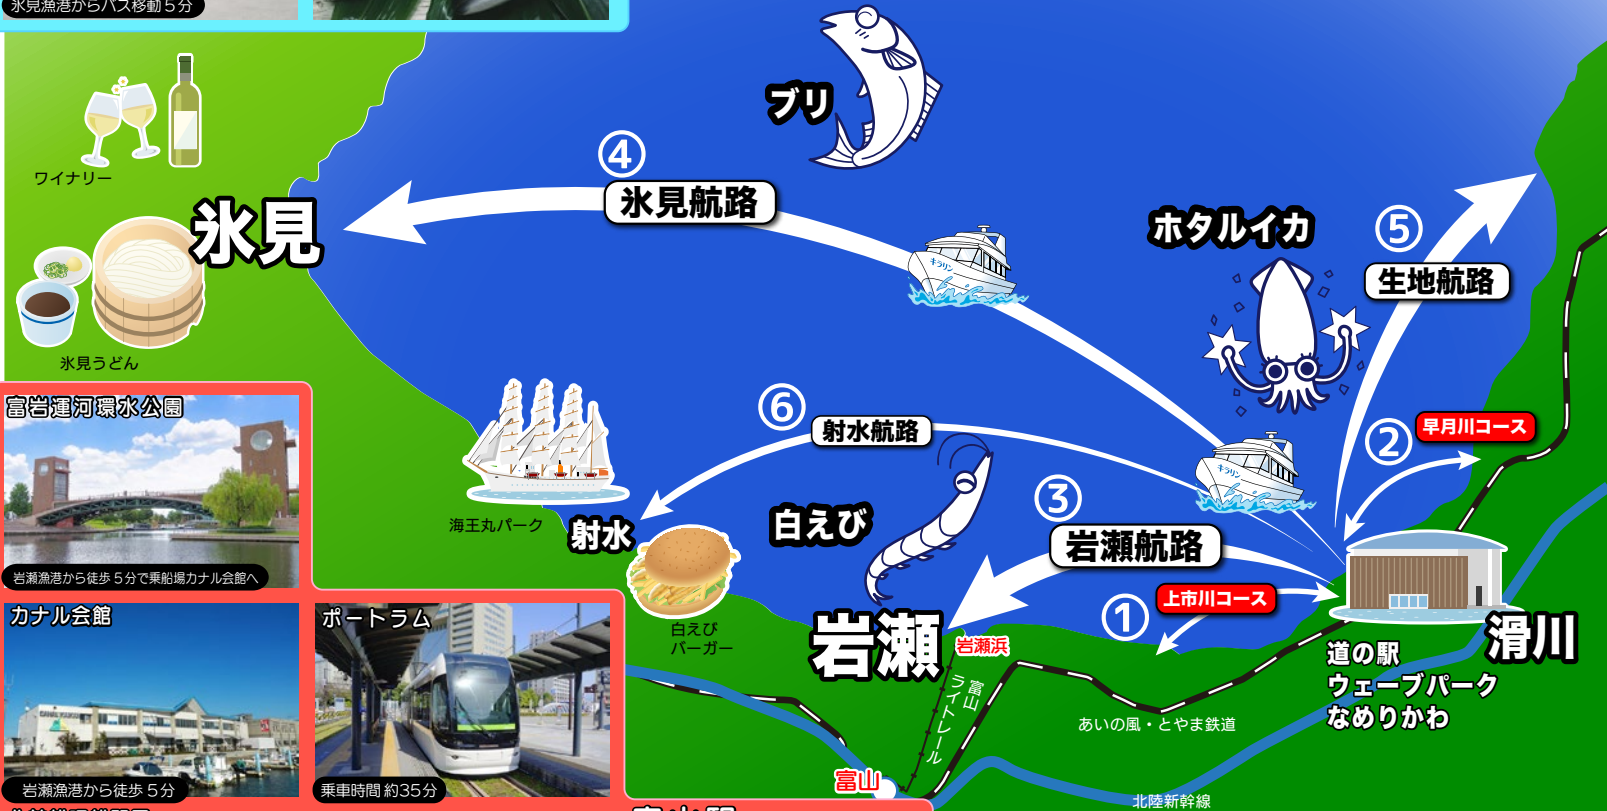 氷見漁港からバス移動５分
ブリ
④
氷見航路
ワイナリー
氷見
氷見うどん
キラリン
ホタルイカ
⑤
生地航路
②
早月川コース
⑥
射水航路
キラリン
海王丸パーク
射水
白えび
③
岩瀬航路
①
上市川コース
白えび
バーガー
岩瀬
岩瀬浜
滑川
道の駅
ウェーブパーク
なめりかわ
富山
ライトレール
あいの風・とやま鉄道
富山
北陸新幹線
富岩運河環水公園
岩瀬漁港から徒歩５分で乗船場カナル会館へ
カナル会館
岩瀬漁港から徒歩５分
ポートラム
乗車時間 約35分